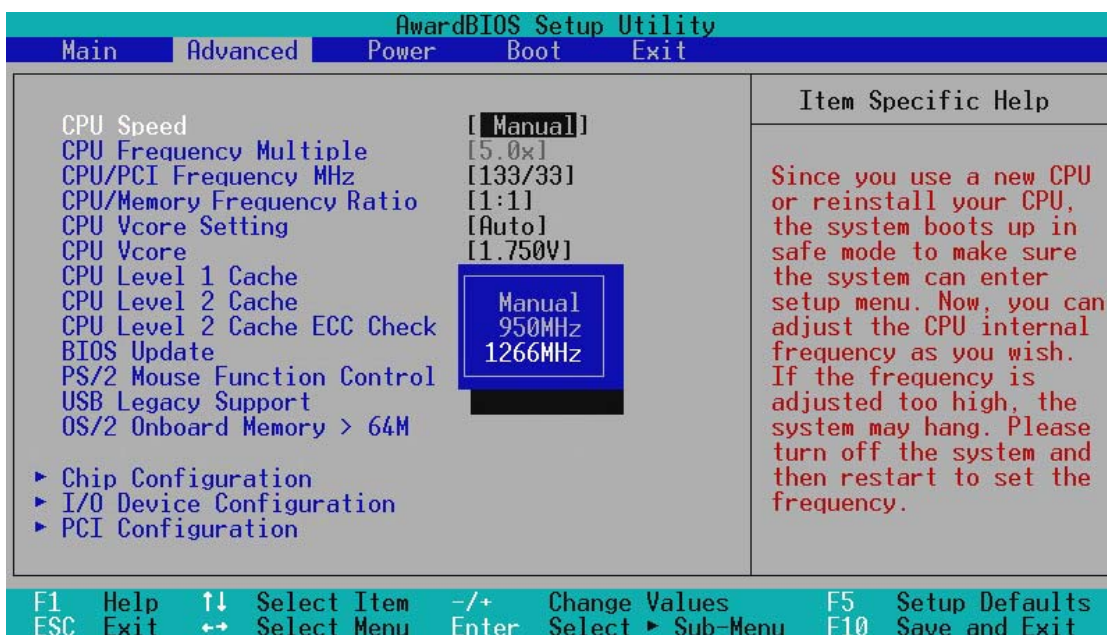 AwardBIOS Setup Utility
Main Advanced Power Boot Exit
CPU Speed [ Manual]
CPU Frequency Multiple [5.0x]
CPU/PCI Frequency MHz [133/33]
CPU/Memory Frequency Ratio [1:1]
CPU Vcore Setting [Auto]
CPU Vcore [1.750V]
CPU Level 1 Cache
CPU Level 2 Cache
CPU Level 2 Cache ECC Check
BIOS Update
PS/2 Mouse Function Control
USB Legacy Support
OS/2 Onboard Memory > 64M
Manual
950MHz
1266MHz
► Chip Configuration
► I/O Device Configuration
► PCI Configuration
Item Specific Help
Since you use a new CPU
or reinstall your CPU,
the system boots up in
safe mode to make sure
the system can enter
setup menu. Now, you can
adjust the CPU internal
frequency as you wish.
If the frequency is
adjusted too high, the
system may hang. Please
turn off the system and
then restart to set the
frequency.
F1 Help ↑↓ Select Item -/+ Change Values F5 Setup Defaults
ESC Exit ←→ Select Menu Enter Select ► Sub-Menu F10 Save and Exit